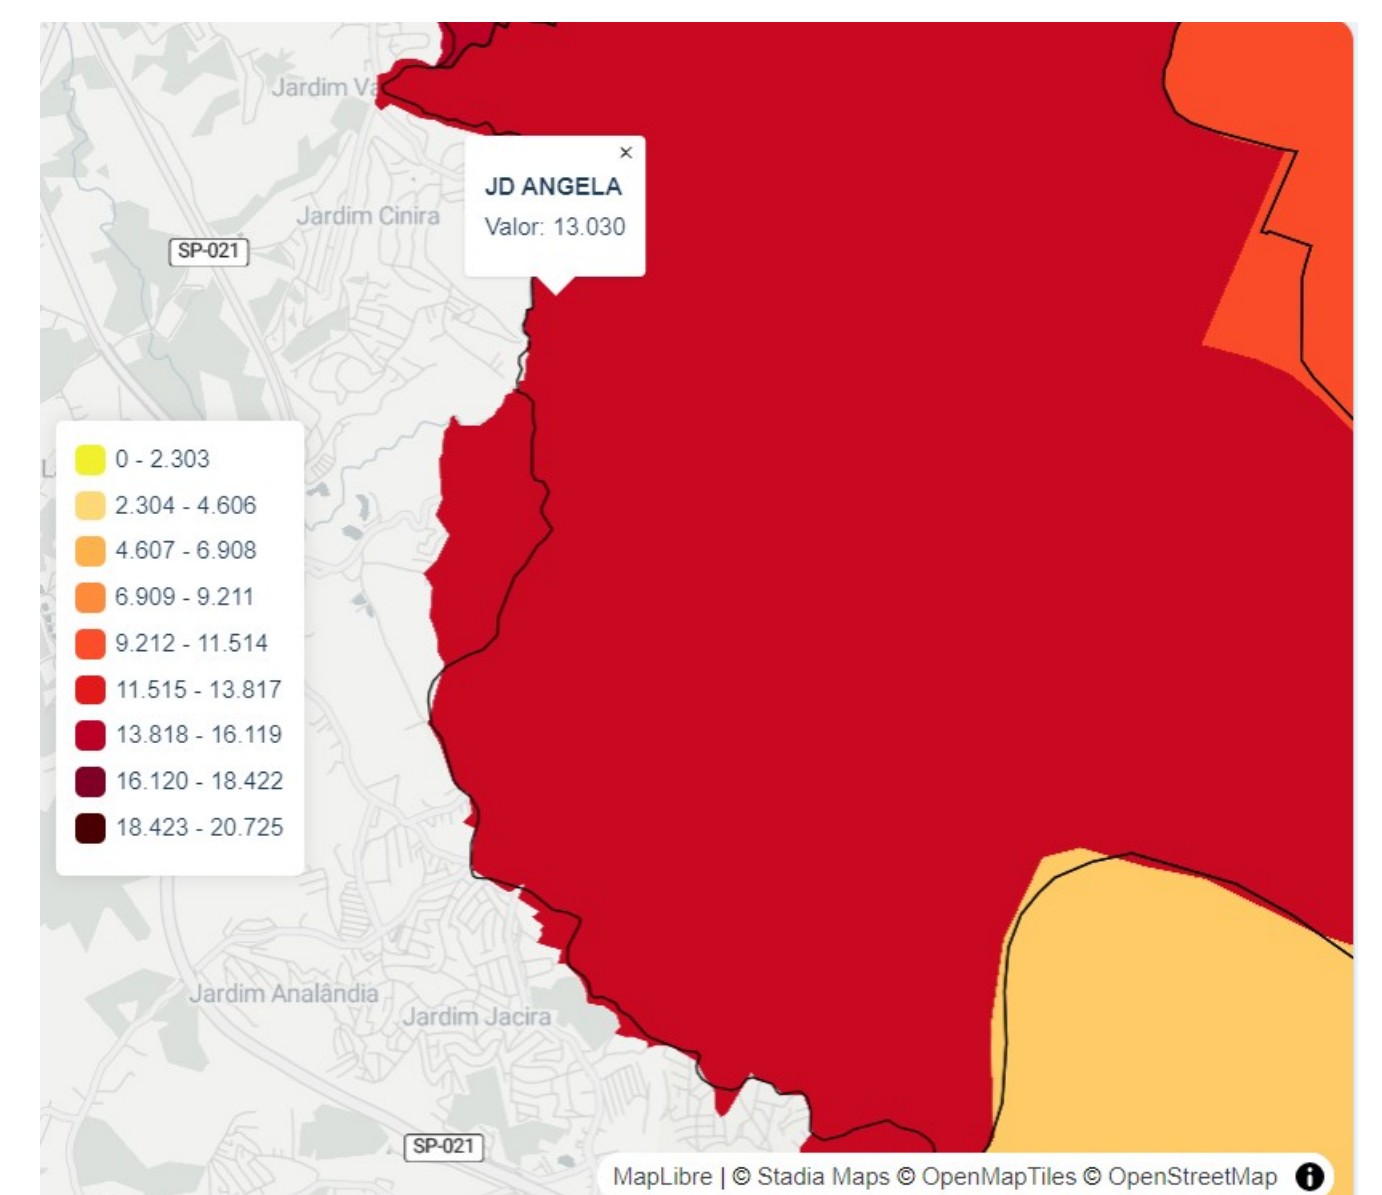 Jardim Va
×
JD ANGELA
Valor: 13.030
Jardim Cinira
SP-021
L
0 - 2.303
2.304 - 4.606
4.607 - 6.908
6.909 - 9.211
9.212 - 11.514
11.515 - 13.817
13.818 - 16.119
16.120 - 18.422
18.423 - 20.725
Jardim Analândia
Jardim Jacira
SP-021
MapLibre | © Stadia Maps © OpenMapTiles © OpenStreetMap